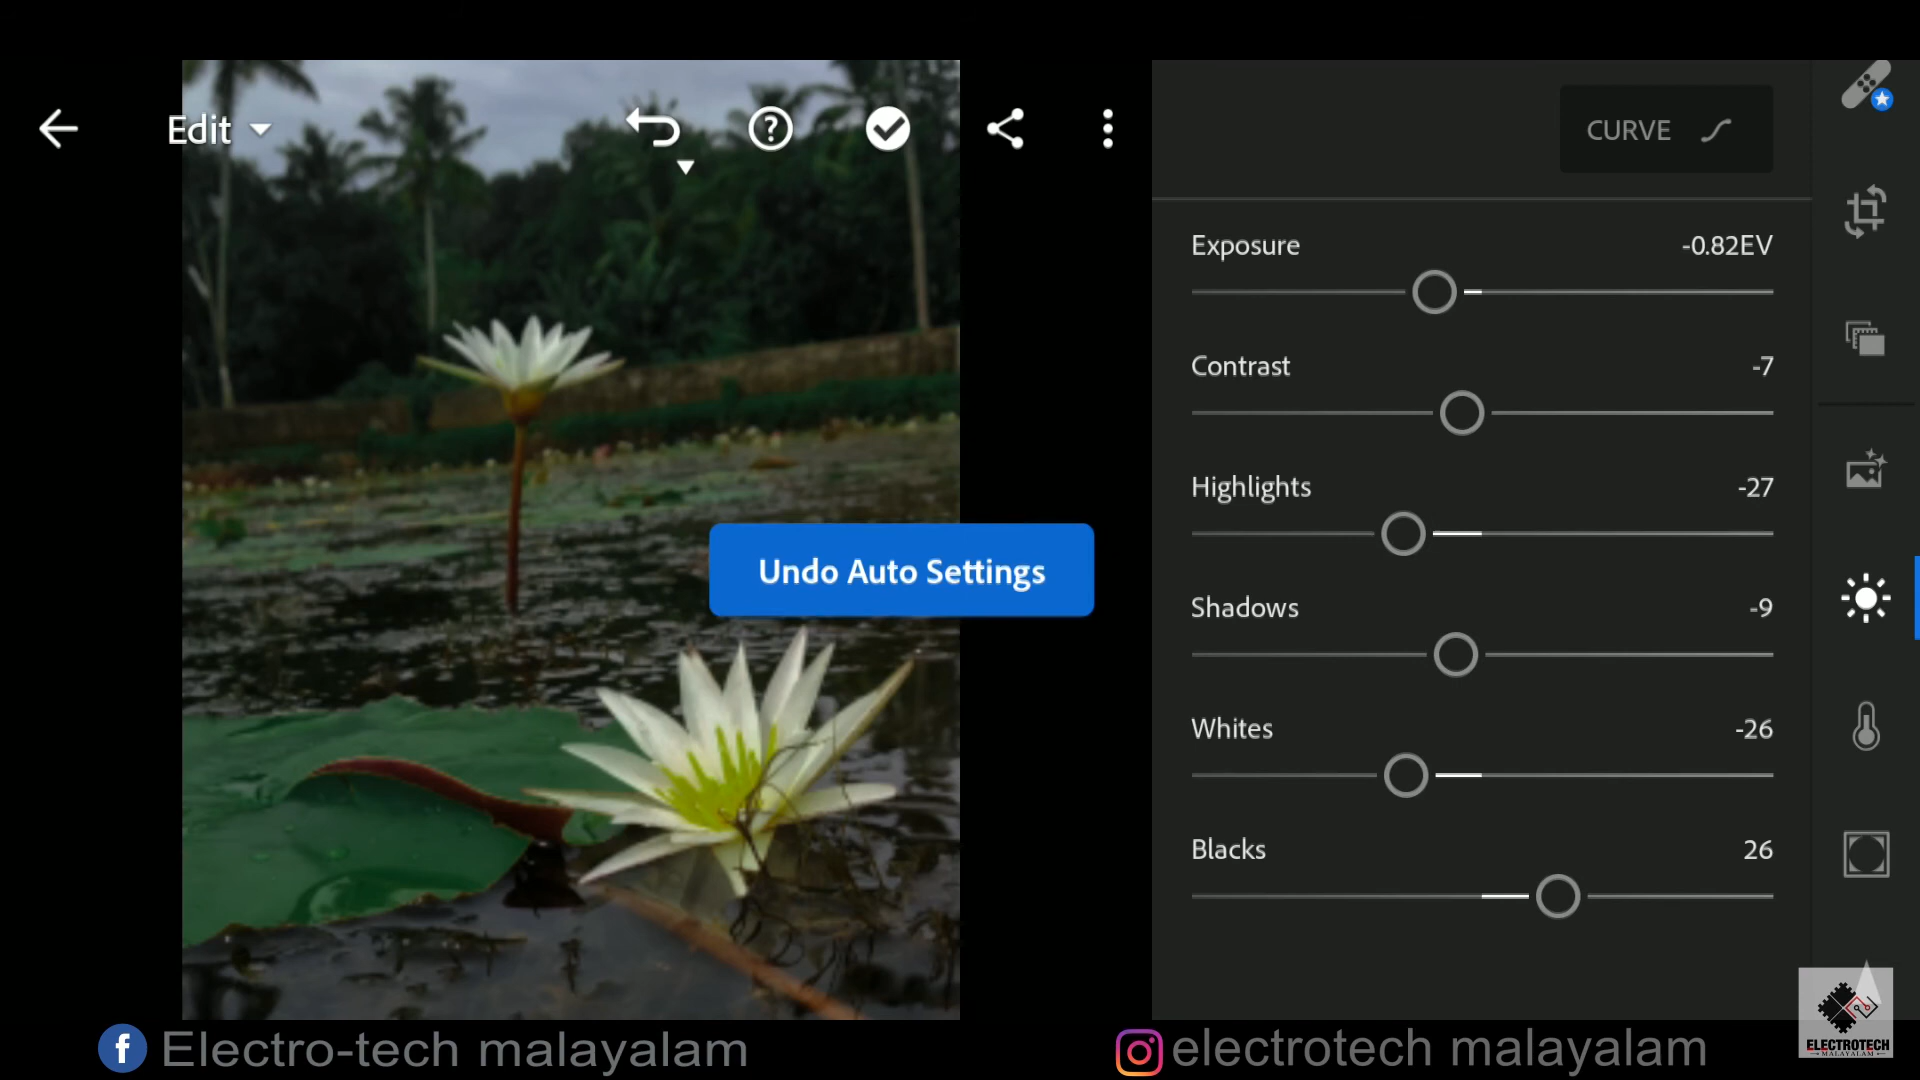 Edit
CURVE
Exposure -0.82EV
Contrast -7
Highlights -27
Undo Auto Settings
Shadows -9
Whites -26
Blacks 26
Electro-tech malayalam
electrotech malayalam
ELECTROTECH
MALAYALAM